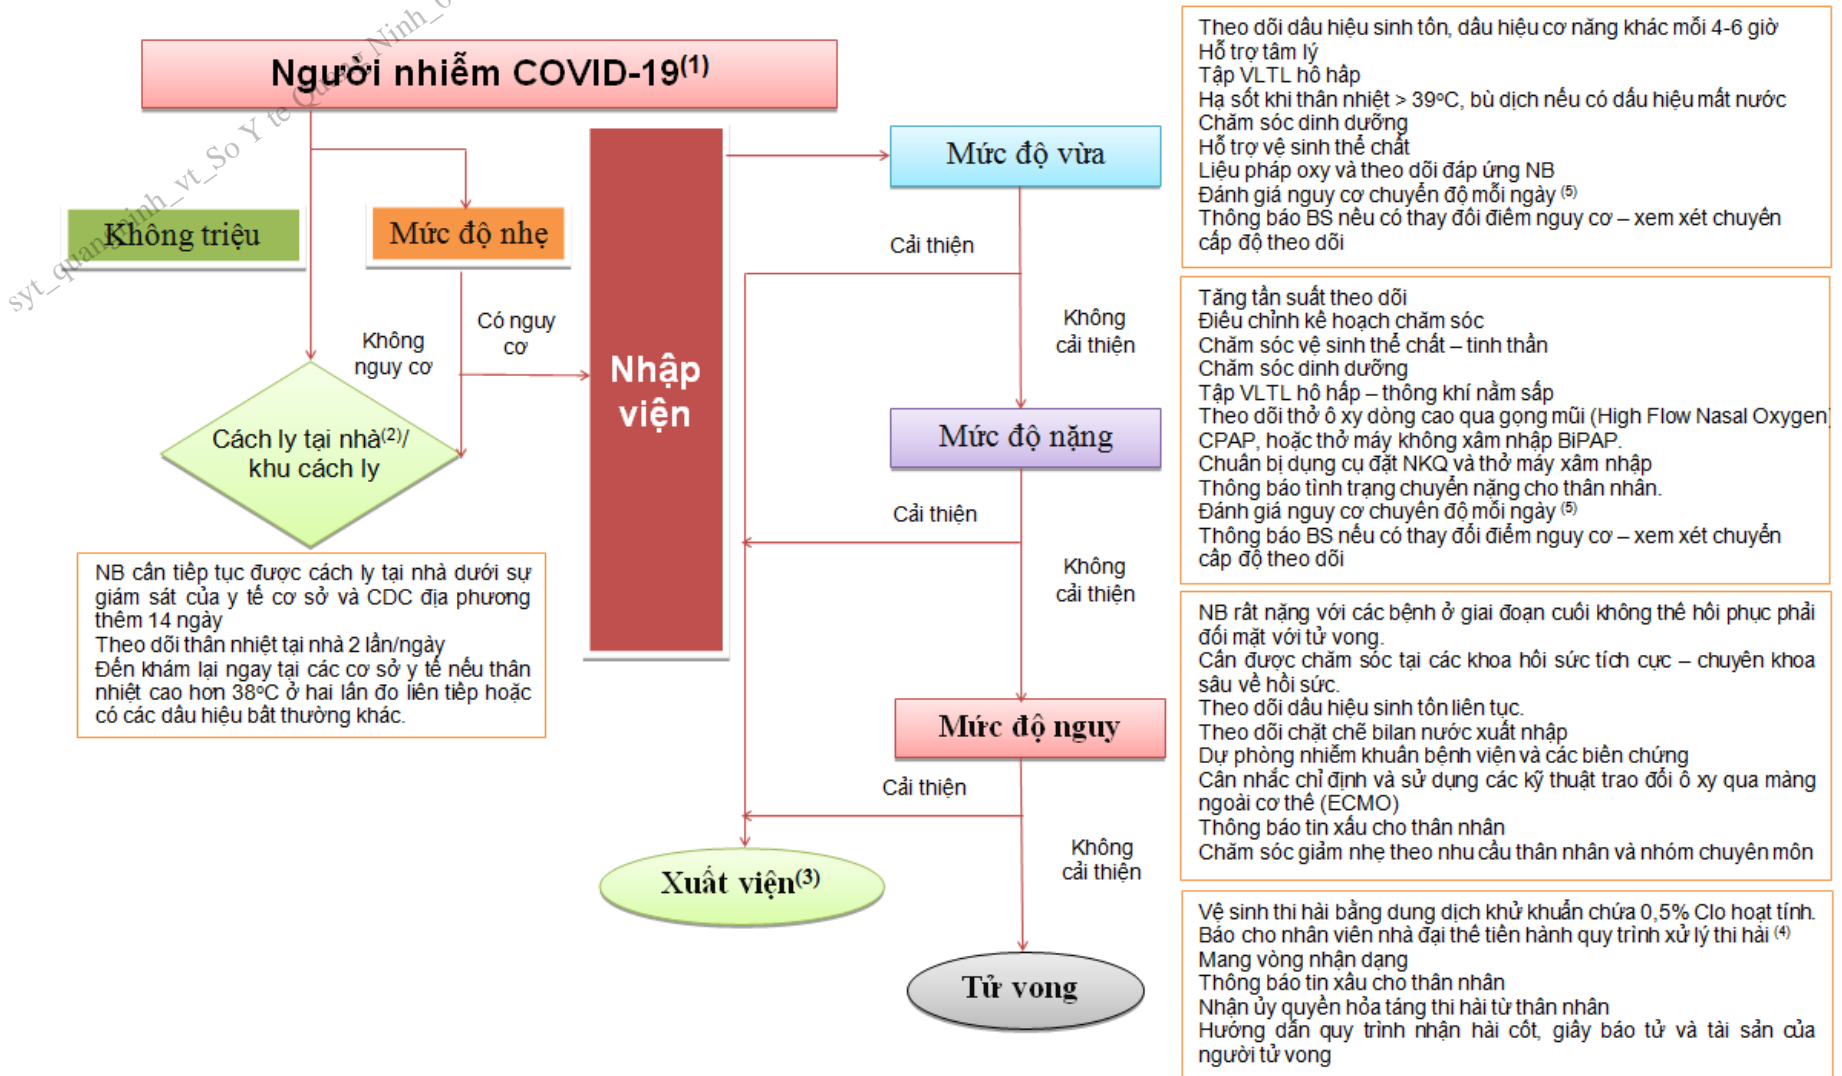 syt_quangninh_vt_So Y te Quang Ninh_
Người nhiễm COVID-19(1)
Không triệu
Mức độ nhẹ
Không
nguy cơ
Có nguy
cơ
Cách ly tại nhà(2)/
khu cách ly
NB cần tiếp tục được cách ly tại nhà dưới sự
giám sát của y tế cơ sở và CDC địa phương
thêm 14 ngày
Theo dõi thân nhiệt tại nhà 2 lần/ngày
Đến khám lại ngay tại các cơ sở y tế nếu thân
nhiệt cao hơn 38ºC ở hai lần đo liên tiếp hoặc
có các dấu hiệu bất thường khác.
Nhập
viện
Mức độ vừa
Cải thiện
Không
cải thiện
Mức độ nặng
Cải thiện
Không
cải thiện
Mức độ nguy
Cải thiện
Không
cải thiện
Xuất viện(3)
Tử vong
Theo dõi dấu hiệu sinh tồn, dấu hiệu cơ năng khác mỗi 4-6 giờ
Hỗ trợ tâm lý
Tập VLTL hô hấp
Hạ sốt khi thân nhiệt > 39ºC, bù dịch nếu có dấu hiệu mất nước
Chăm sóc dinh dưỡng
Hỗ trợ vệ sinh thể chất
Liệu pháp oxy và theo dõi đáp ứng NB
Đánh giá nguy cơ chuyển độ mỗi ngày (5)
Thông báo BS nếu có thay đổi điểm nguy cơ – xem xét chuyển
cấp độ theo dõi
Tăng tần suất theo dõi
Điều chỉnh kế hoạch chăm sóc
Chăm sóc vệ sinh thể chất – tinh thần
Chăm sóc dinh dưỡng
Tập VLTL hô hấp – thông khí nằm sấp
Theo dõi thở ô xy dòng cao qua gọng mũi (High Flow Nasal Oxygen)
CPAP, hoặc thở máy không xâm nhập BiPAP.
Chuẩn bị dụng cụ đặt NKQ và thở máy xâm nhập
Thông báo tình trạng chuyển nặng cho thân nhân.
Đánh giá nguy cơ chuyển độ mỗi ngày (5)
Thông báo BS nếu có thay đổi điểm nguy cơ – xem xét chuyển
cấp độ theo dõi
NB rất nặng với các bệnh ở giai đoạn cuối không thể hồi phục phải
đối mặt với tử vong.
Cần được chăm sóc tại các khoa hồi sức tích cực – chuyên khoa
sâu về hồi sức.
Theo dõi dấu hiệu sinh tồn liên tục.
Theo dõi chặt chẽ bilan nước xuất nhập
Dự phòng nhiễm khuẩn bệnh viện và các biến chứng
Cân nhắc chỉ định và sử dụng các kỹ thuật trao đổi ô xy qua màng
ngoài cơ thể (ECMO)
Thông báo tin xấu cho thân nhân
Chăm sóc giảm nhẹ theo nhu cầu thân nhân và nhóm chuyên môn
Vệ sinh thi hài bằng dung dịch khử khuẩn chứa 0,5% Clo hoạt tính.
Báo cho nhân viên nhà đại thể tiến hành quy trình xử lý thi hài (4)
Mang vòng nhận dạng
Thông báo tin xấu cho thân nhân
Nhận ủy quyền hỏa táng thi hài từ thân nhân
Hướng dẫn quy trình nhận hài cốt, giấy báo tử và tài sản của
người tử vong